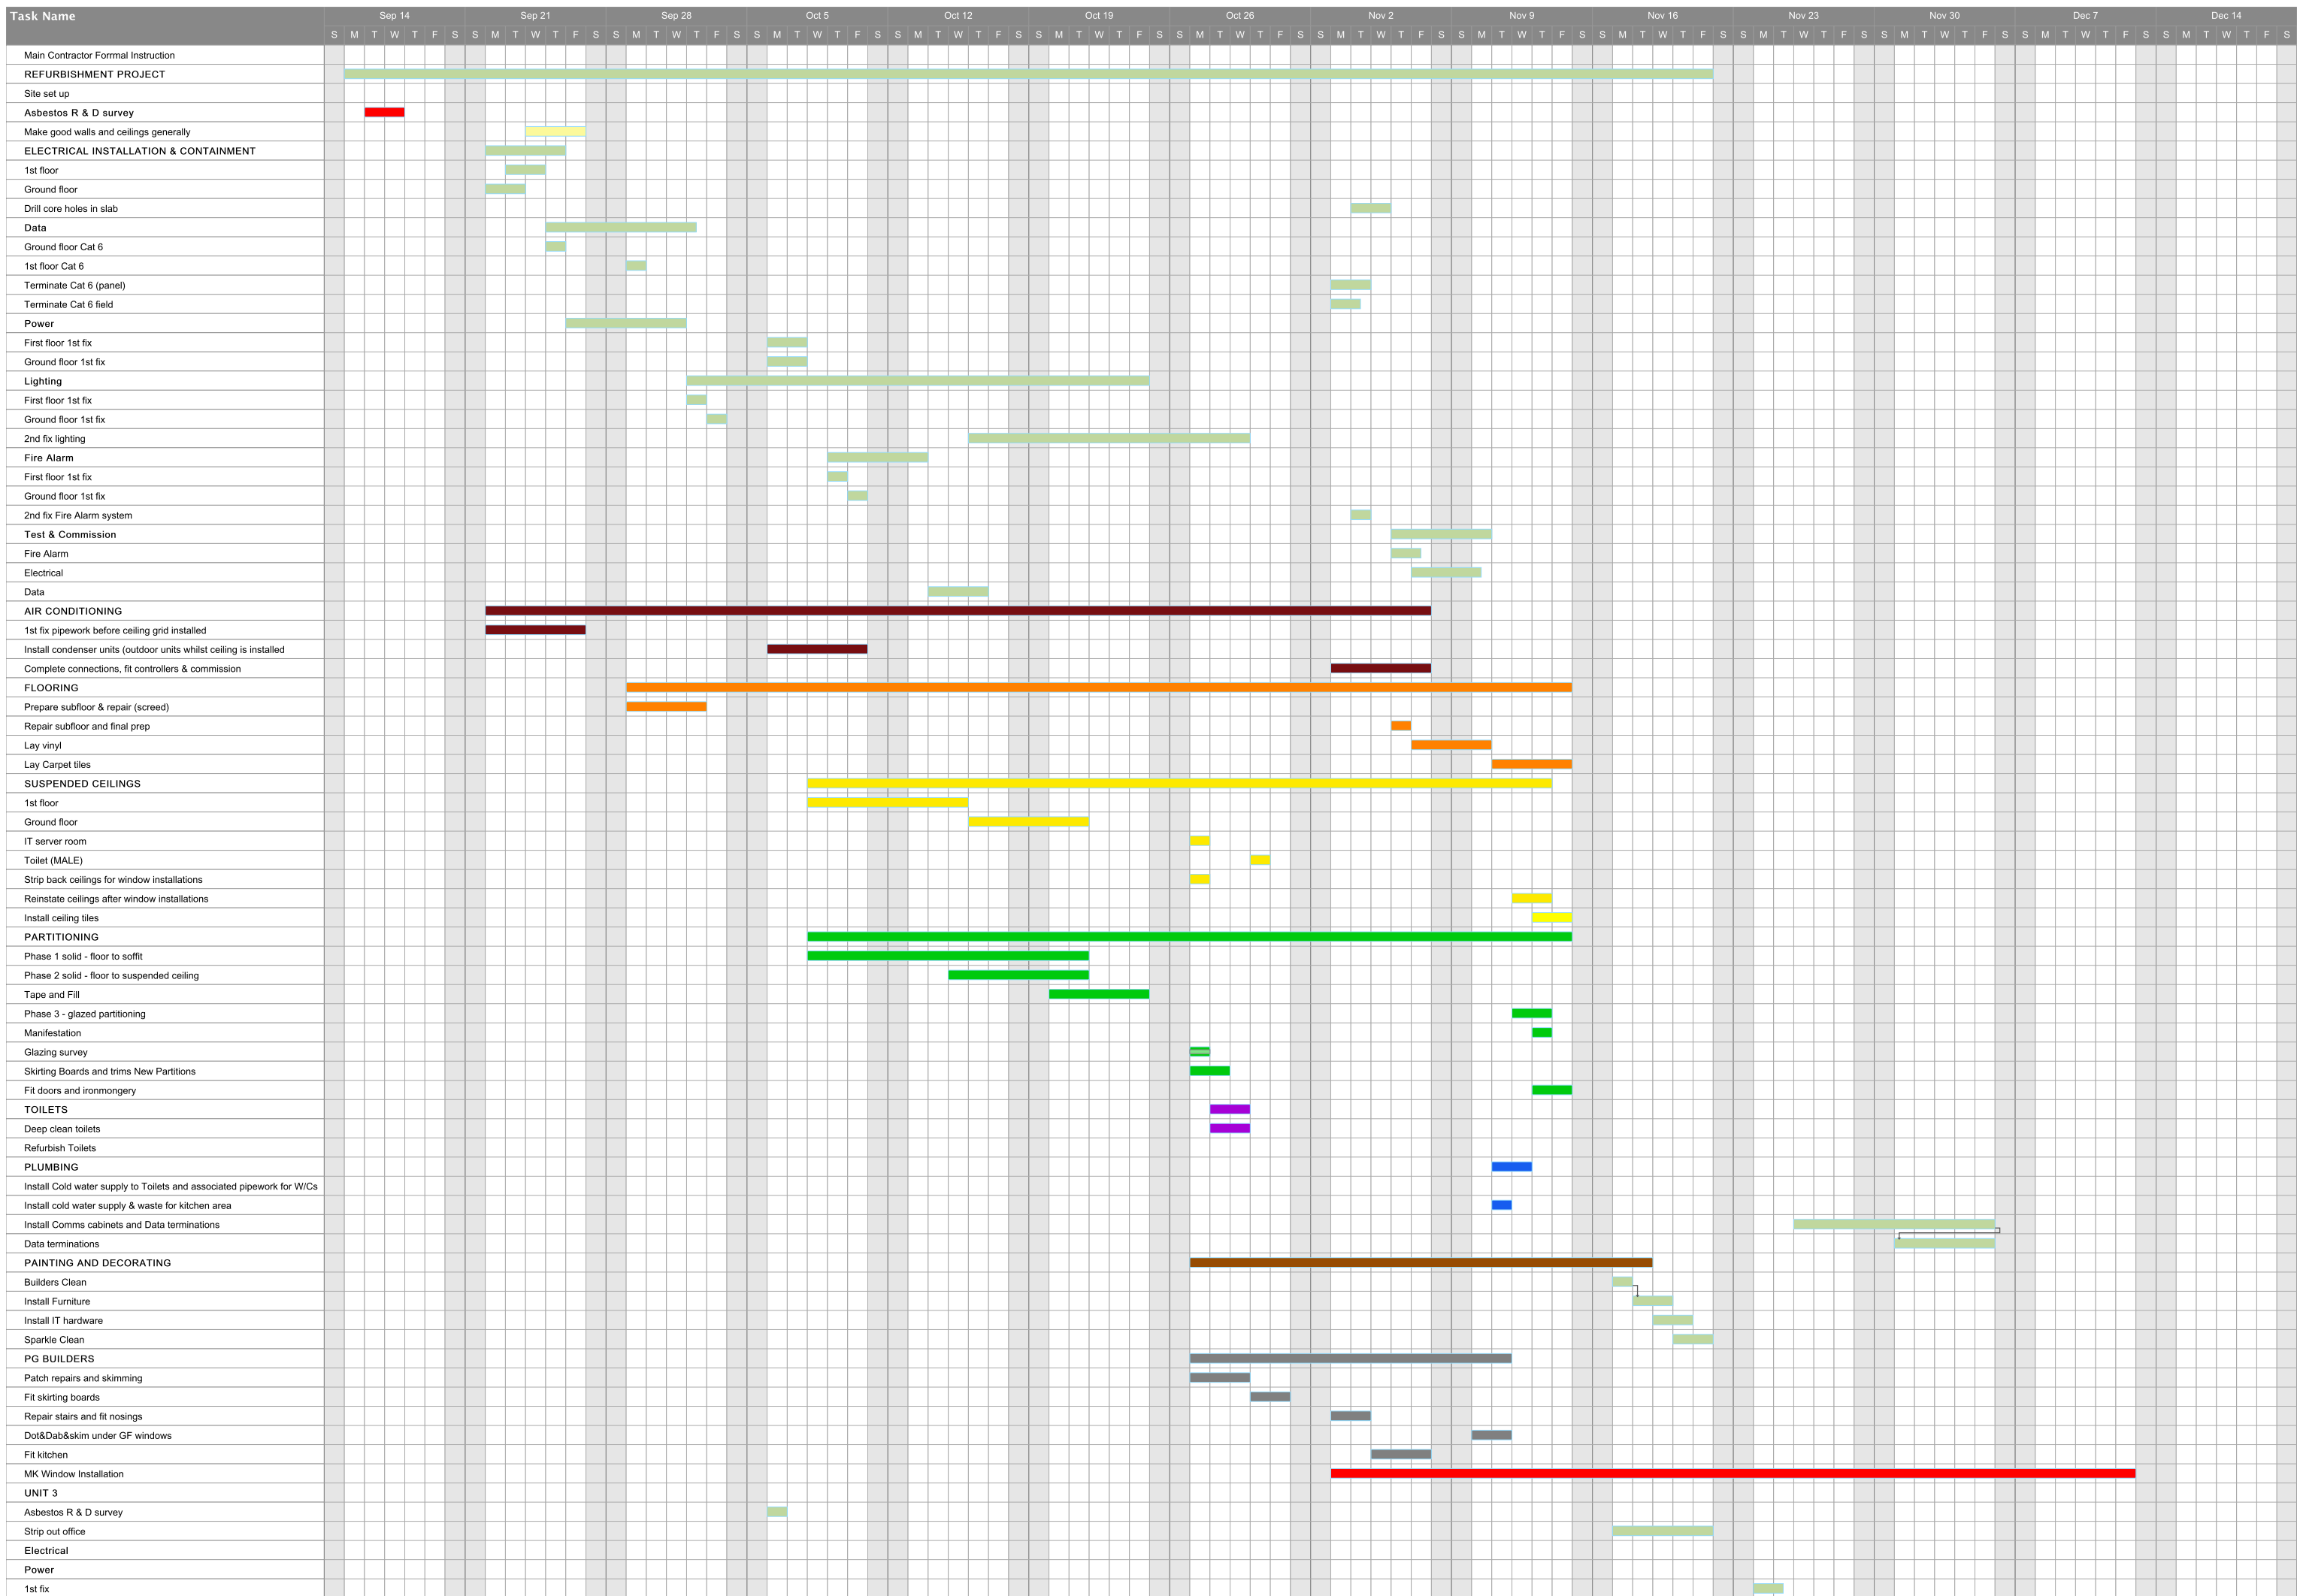 Task Name
Sep 14 Sep 21 Sep 28 Oct 5 Oct 12 Oct 19 Oct 26 Nov 2 Nov 9 Nov 16 Nov 23 Nov 30 Dec 7 Dec 14
S M T W T F S S M T W T F S S M T W T F S S M T W T F S S M T W T F S S M T W T F S S M T W T F S S M T W T F S S M T W T F S S M T W T F S S M T W T F S S M T W T F S S M T W T F S S M T W T F S
Main Contractor Forrmal Instruction
REFURBISHMENT PROJECT
Site set up
Asbestos R & D survey
Make good walls and ceilings generally
ELECTRICAL INSTALLATION & CONTAINMENT
1st floor
Ground floor
Drill core holes in slab
Data
Ground floor Cat 6
1st floor Cat 6
Terminate Cat 6 (panel)
Terminate Cat 6 field
Power
First floor 1st fix
Ground floor 1st fix
Lighting
First floor 1st fix
Ground floor 1st fix
2nd fix lighting
Fire Alarm
First floor 1st fix
Ground floor 1st fix
2nd fix Fire Alarm system
Test & Commission
Fire Alarm
Electrical
Data
AIR CONDITIONING
1st fix pipework before ceiling grid installed
Install condenser units (outdoor units whilst ceiling is installed
Complete connections, fit controllers & commission
FLOORING
Prepare subfloor & repair (screed)
Repair subfloor and final prep
Lay vinyl
Lay Carpet tiles
SUSPENDED CEILINGS
1st floor
Ground floor
IT server room
Toilet (MALE)
Strip back ceilings for window installations
Reinstate ceilings after window installations
Install ceiling tiles
PARTITIONING
Phase 1 solid - floor to soffit
Phase 2 solid - floor to suspended ceiling
Tape and Fill
Phase 3 - glazed partitioning
Manifestation
Glazing survey
Skirting Boards and trims New Partitions
Fit doors and ironmongery
TOILETS
Deep clean toilets
Refurbish Toilets
PLUMBING
Install Cold water supply to Toilets and associated pipework for W/Cs
Install cold water supply & waste for kitchen area
Install Comms cabinets and Data terminations
Data terminations
PAINTING AND DECORATING
Builders Clean
Install Furniture
Install IT hardware
Sparkle Clean
PG BUILDERS
Patch repairs and skimming
Fit skirting boards
Repair stairs and fit nosings
Dot&Dab&skim under GF windows
Fit kitchen
MK Window Installation
UNIT 3
Asbestos R & D survey
Strip out office
Electrical
Power
1st fix